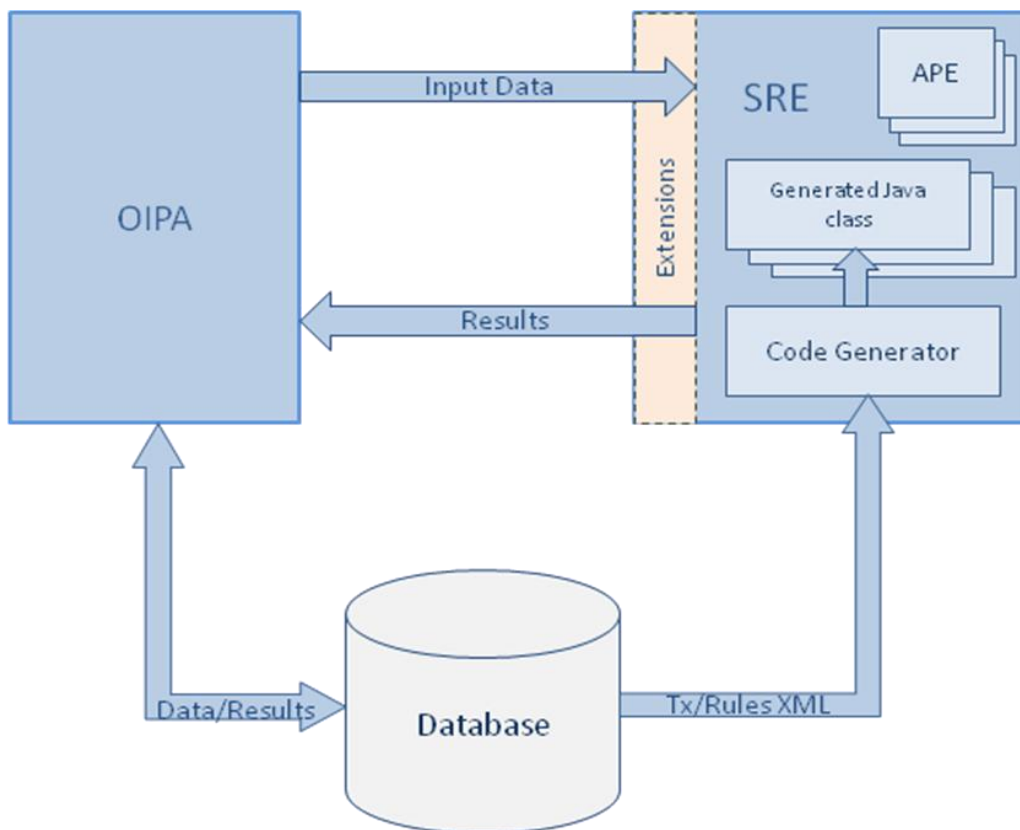 OIPA
Input Data
Results
Extensions
SRE
APE
Generated Java
class
Code Generator
Data/Results
Database
Tx/Rules XML